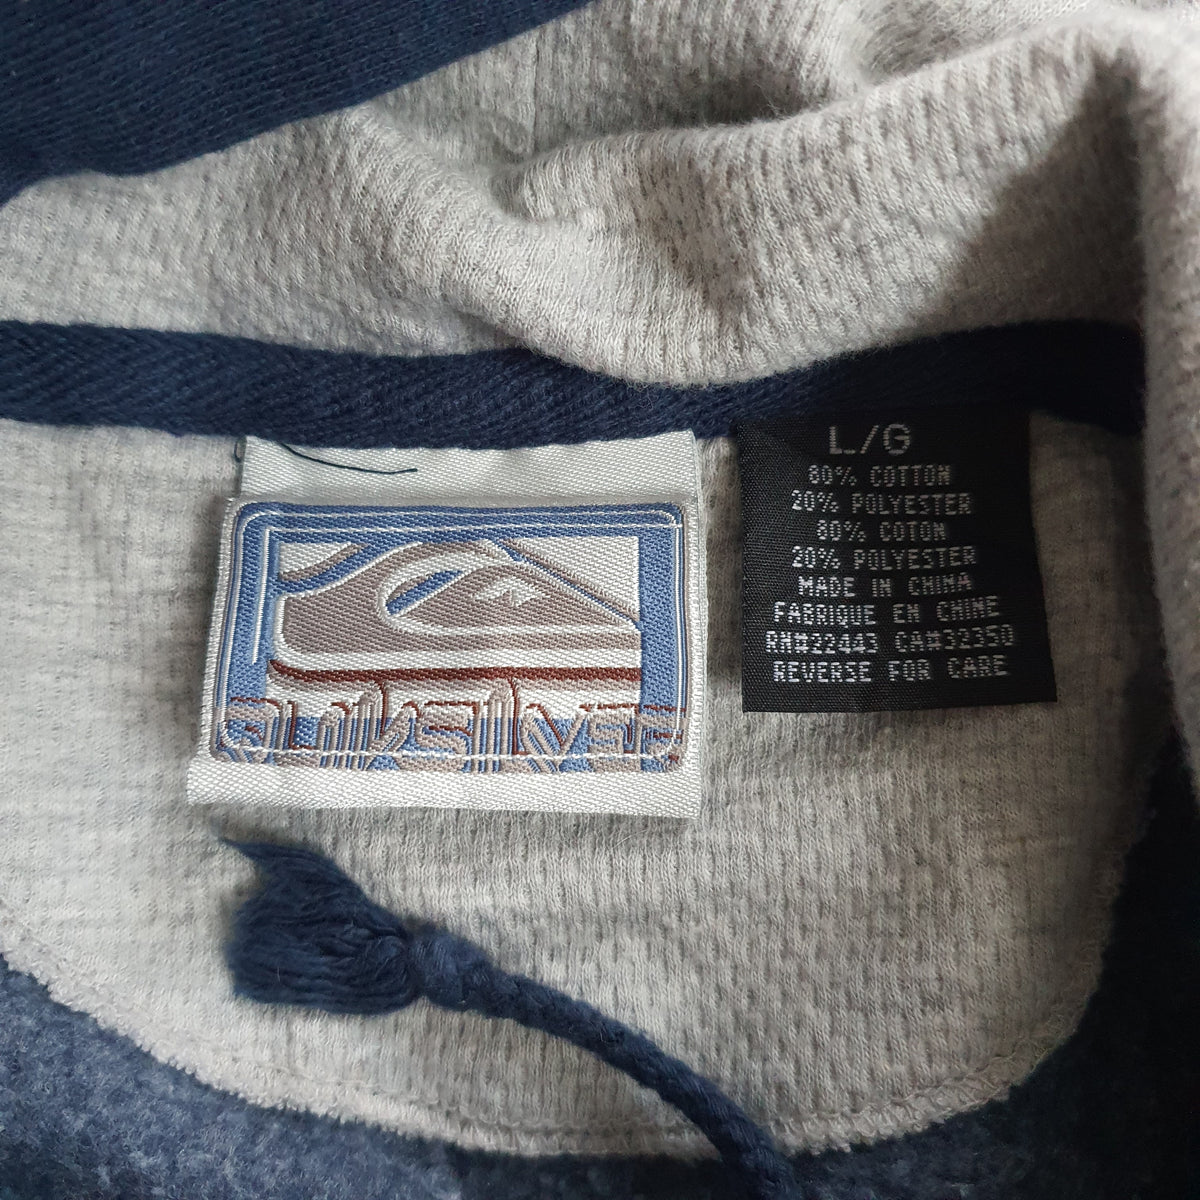 QUIKSILVER
L/G
80% COTTON
20% POLYESTER
80% COTON
20% POLYESTER
MADE IN CHINA
FABRIQUE EN CHINE
RN#22443 CA#32350
REVERSE FOR CARE